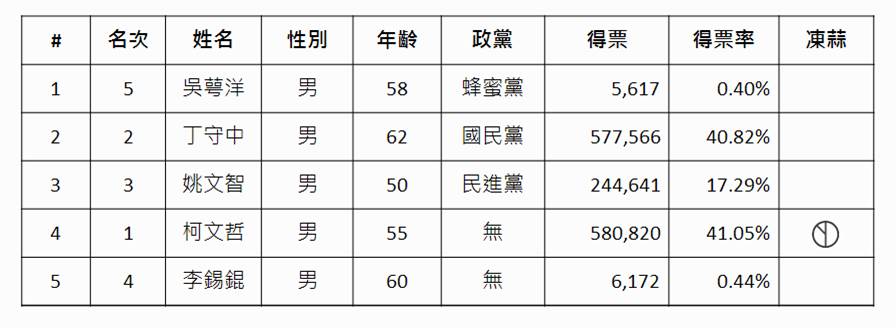 # 名次 姓名 性別 年齡 政黨 得票 得票率 凍蒜
1 5 吳萼洋 男 58 蜂蜜黨 5,617 0.40%
2 2 丁守中 男 62 國民黨 577,566 40.82%
3 3 姚文智 男 50 民進黨 244,641 17.29%
4 1 柯文哲 男 55 無 580,820 41.05%
5 4 李錫錕 男 60 無 6,172 0.44%